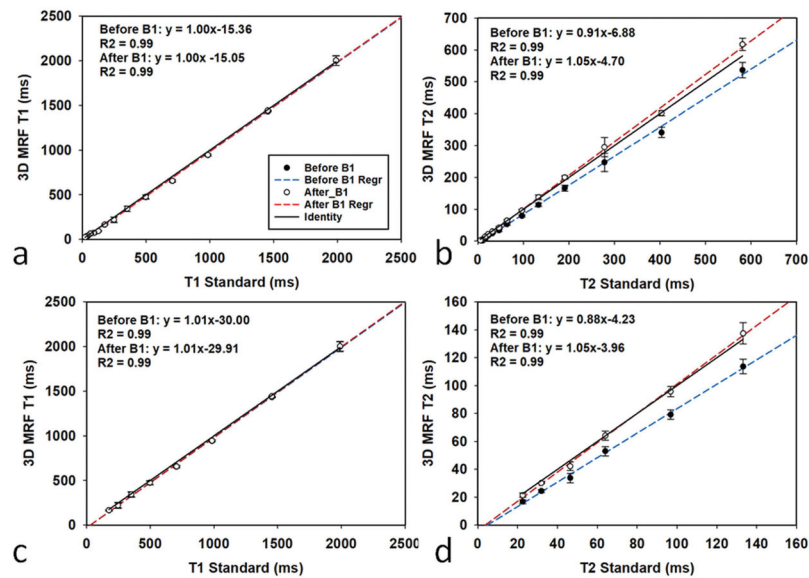 Before B1: y = 1.00x-15.36
R2 = 0.99
After B1: y = 1.00x -15.05
R2 = 0.99
3D MRF T1 (ms)
2500
2000
1500
1000
500
0
Before B1
Before B1 Regr
After_B1
After B1 Regr
Identity
0 500 1000 1500 2000 2500
T1 Standard (ms)
a
Before B1: y = 0.91x-6.88
R2 = 0.99
After B1: y = 1.05x-4.70
R2 = 0.99
3D MRF T2 (ms)
700
600
500
400
300
200
100
0
0 100 200 300 400 500 600 700
T2 Standard (ms)
b
Before B1: y = 1.01x-30.00
R2 = 0.99
After B1: y = 1.01x-29.91
R2 = 0.99
3D MRF T1 (ms)
2500
2000
1500
1000
500
0
0 500 1000 1500 2000 2500
T1 Standard (ms)
c
Before B1: y = 0.88x-4.23
R2 = 0.99
After B1: y = 1.05x-3.96
R2 = 0.99
3D MRF T2 (ms)
160
140
120
100
80
60
40
20
0
0 20 40 60 80 100 120 140 160
T2 Standard (ms)
d